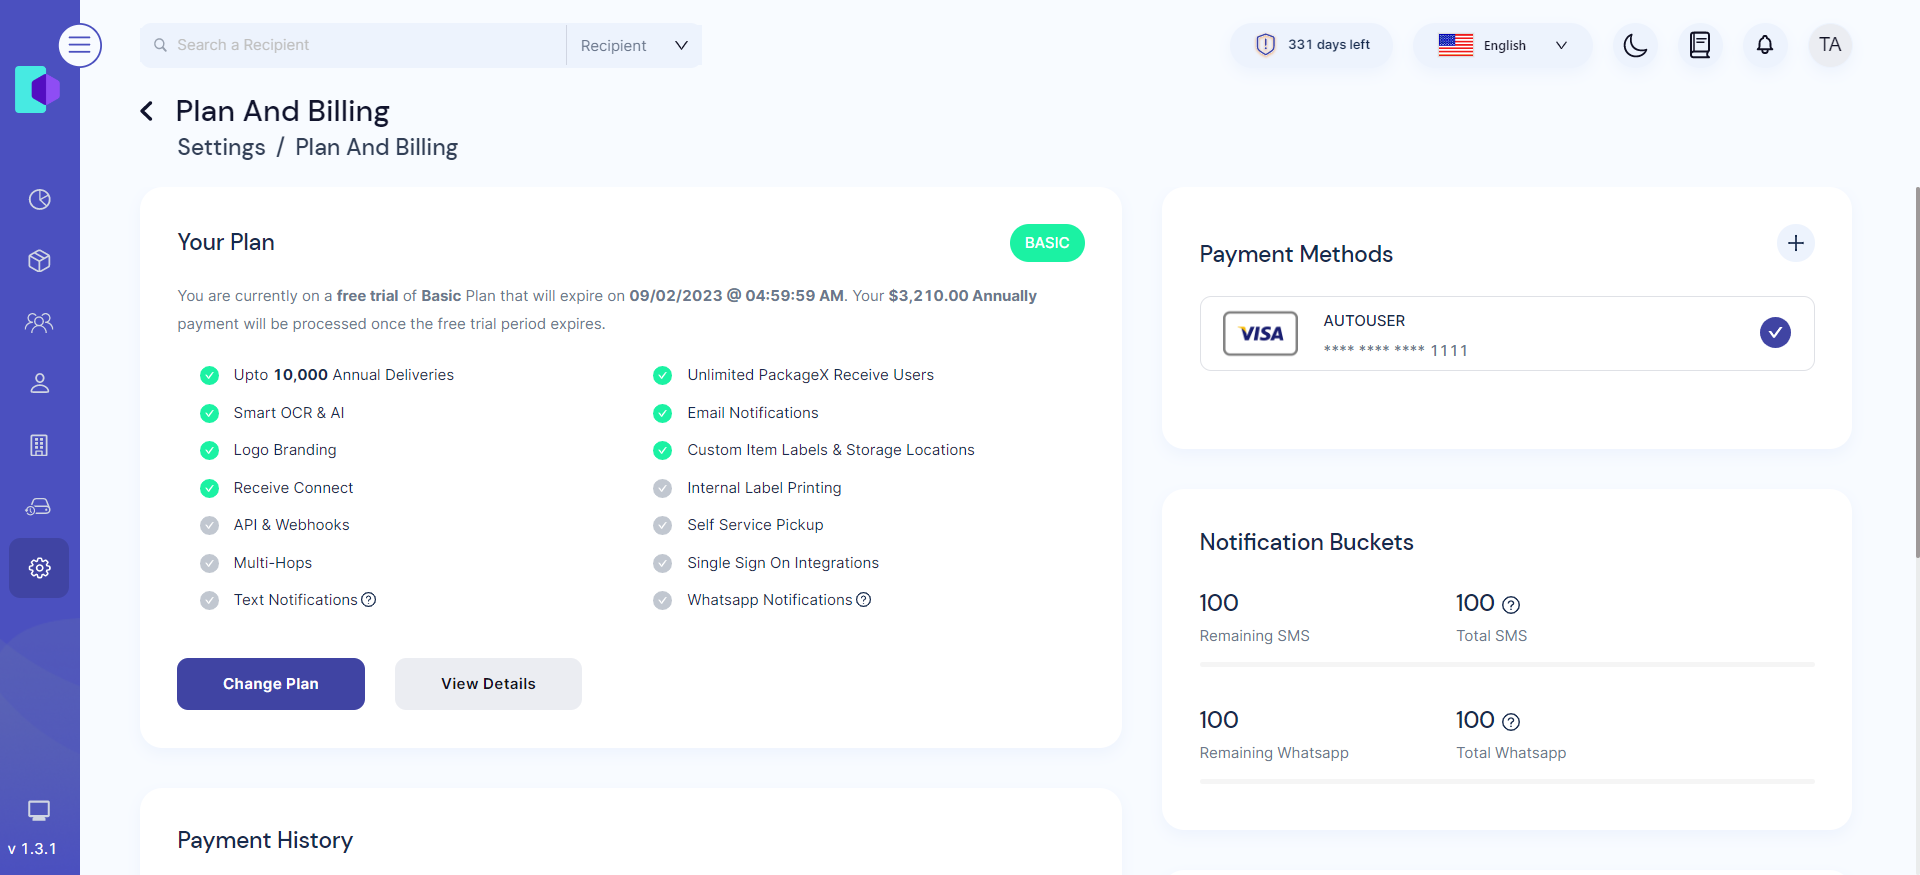 Search a Recipient
Recipient
331 days left
English
TA
Plan And Billing
Settings / Plan And Billing
Your Plan
BASIC
You are currently on a free trial of Basic Plan that will expire on 09/02/2023 @ 04:59:59 AM. Your $3,210.00 Annually
payment will be processed once the free trial period expires.
Upto 10,000 Annual Deliveries
Unlimited PackageX Receive Users
Smart OCR & AI
Email Notifications
Logo Branding
Custom Item Labels & Storage Locations
Receive Connect
Internal Label Printing
API & Webhooks
Self Service Pickup
Multi-Hops
Single Sign On Integrations
Text Notifications
Whatsapp Notifications
Change Plan
View Details
Payment History
Payment Methods
VISA
AUTOUSER
**** **** **** 1111
Notification Buckets
100
Remaining SMS
100
Total SMS
100
Remaining Whatsapp
100
Total Whatsapp
v 1.3.1